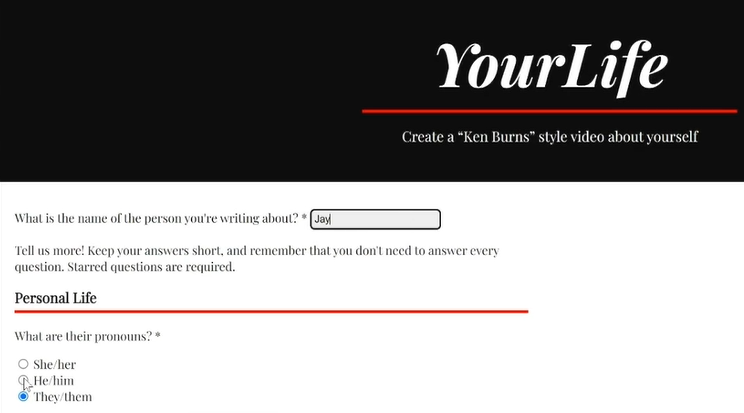 YourLife
Create a “Ken Burns” style video about yourself
What is the name of the person you're writing about? * Jay
Tell us more! Keep your answers short, and remember that you don't need to answer every
question. Starred questions are required.
Personal Life
What are their pronouns? *
She/her
He/him
They/them